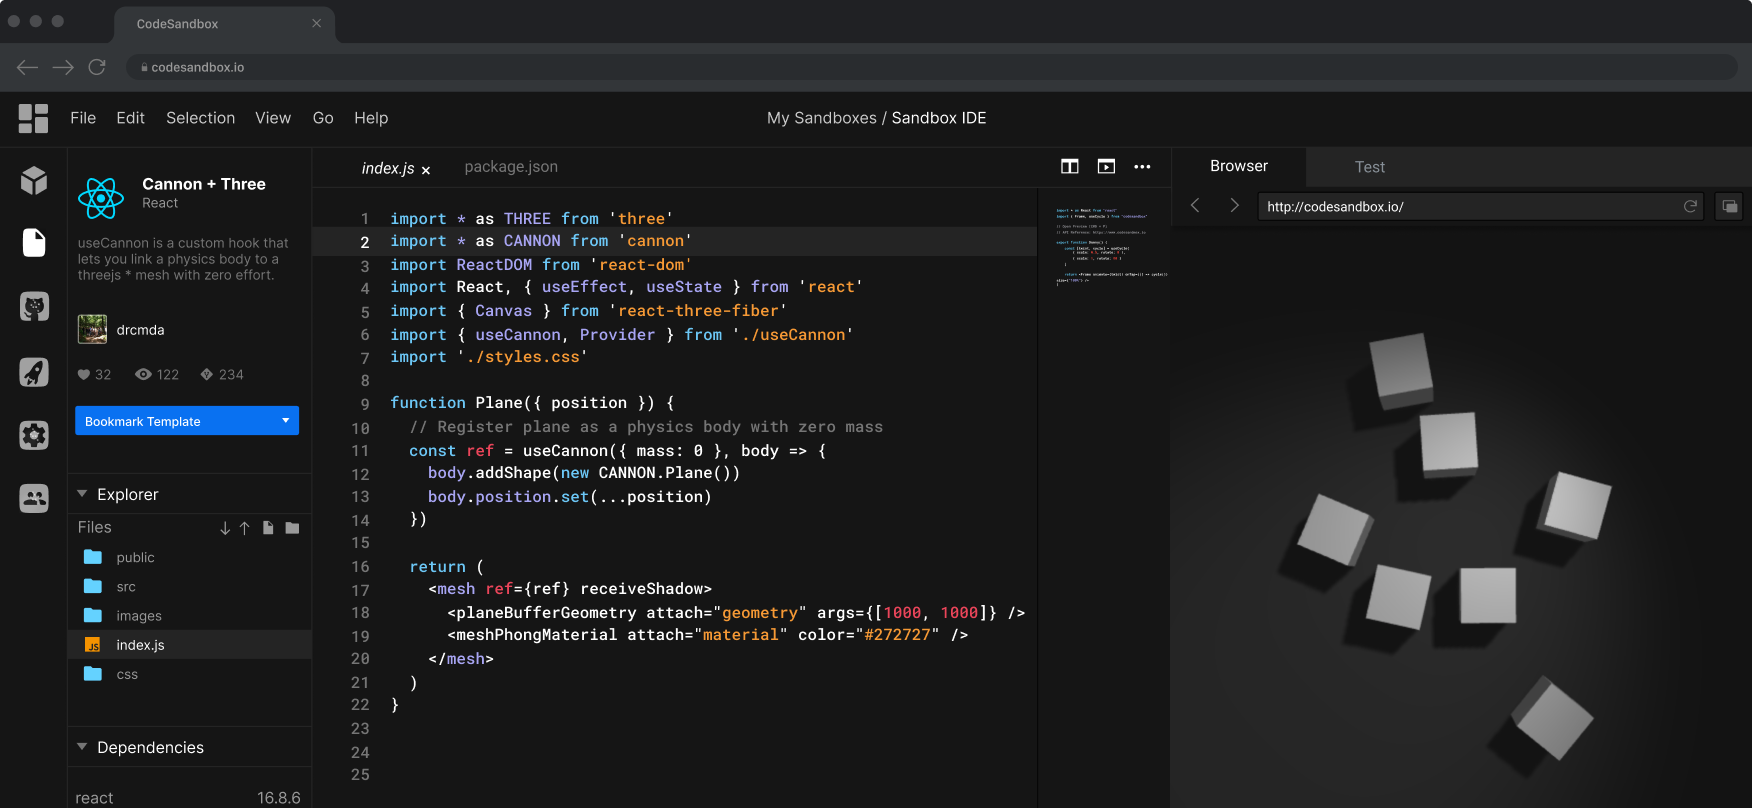 CodeSandbox
codesandbox.io
File Edit Selection View Go Help
My Sandboxes / Sandbox IDE
Cannon + Three
React
useCannon is a custom hook that
lets you link a physics body to a
threejs * mesh with zero effort.
drcmda
32 122 234
Bookmark Template
Explorer
Files
public
src
images
JS index.js
css
Dependencies
react 16.8.6
index.js × package.json
1 import * as THREE from 'three'
2 import * as CANNON from 'cannon'
3 import ReactDOM from 'react-dom'
4 import React, { useEffect, useState } from 'react'
5 import { Canvas } from 'react-three-fiber'
6 import { useCannon, Provider } from './useCannon'
7 import './styles.css'
8
9 function Plane({ position }) {
10 // Register plane as a physics body with zero mass
11 const ref = useCannon({ mass: 0 }, body => {
12 body.addShape(new CANNON.Plane())
13 body.position.set(...position)
14 })
15
16 return (
17 <mesh ref={ref} receiveShadow>
18 <planeBufferGeometry attach="geometry" args={[1000, 1000]} />
19 <meshPhongMaterial attach="material" color="#272727" />
20 </mesh>
21 )
22 }
23
24
25
Browser Test
http://codesandbox.io/